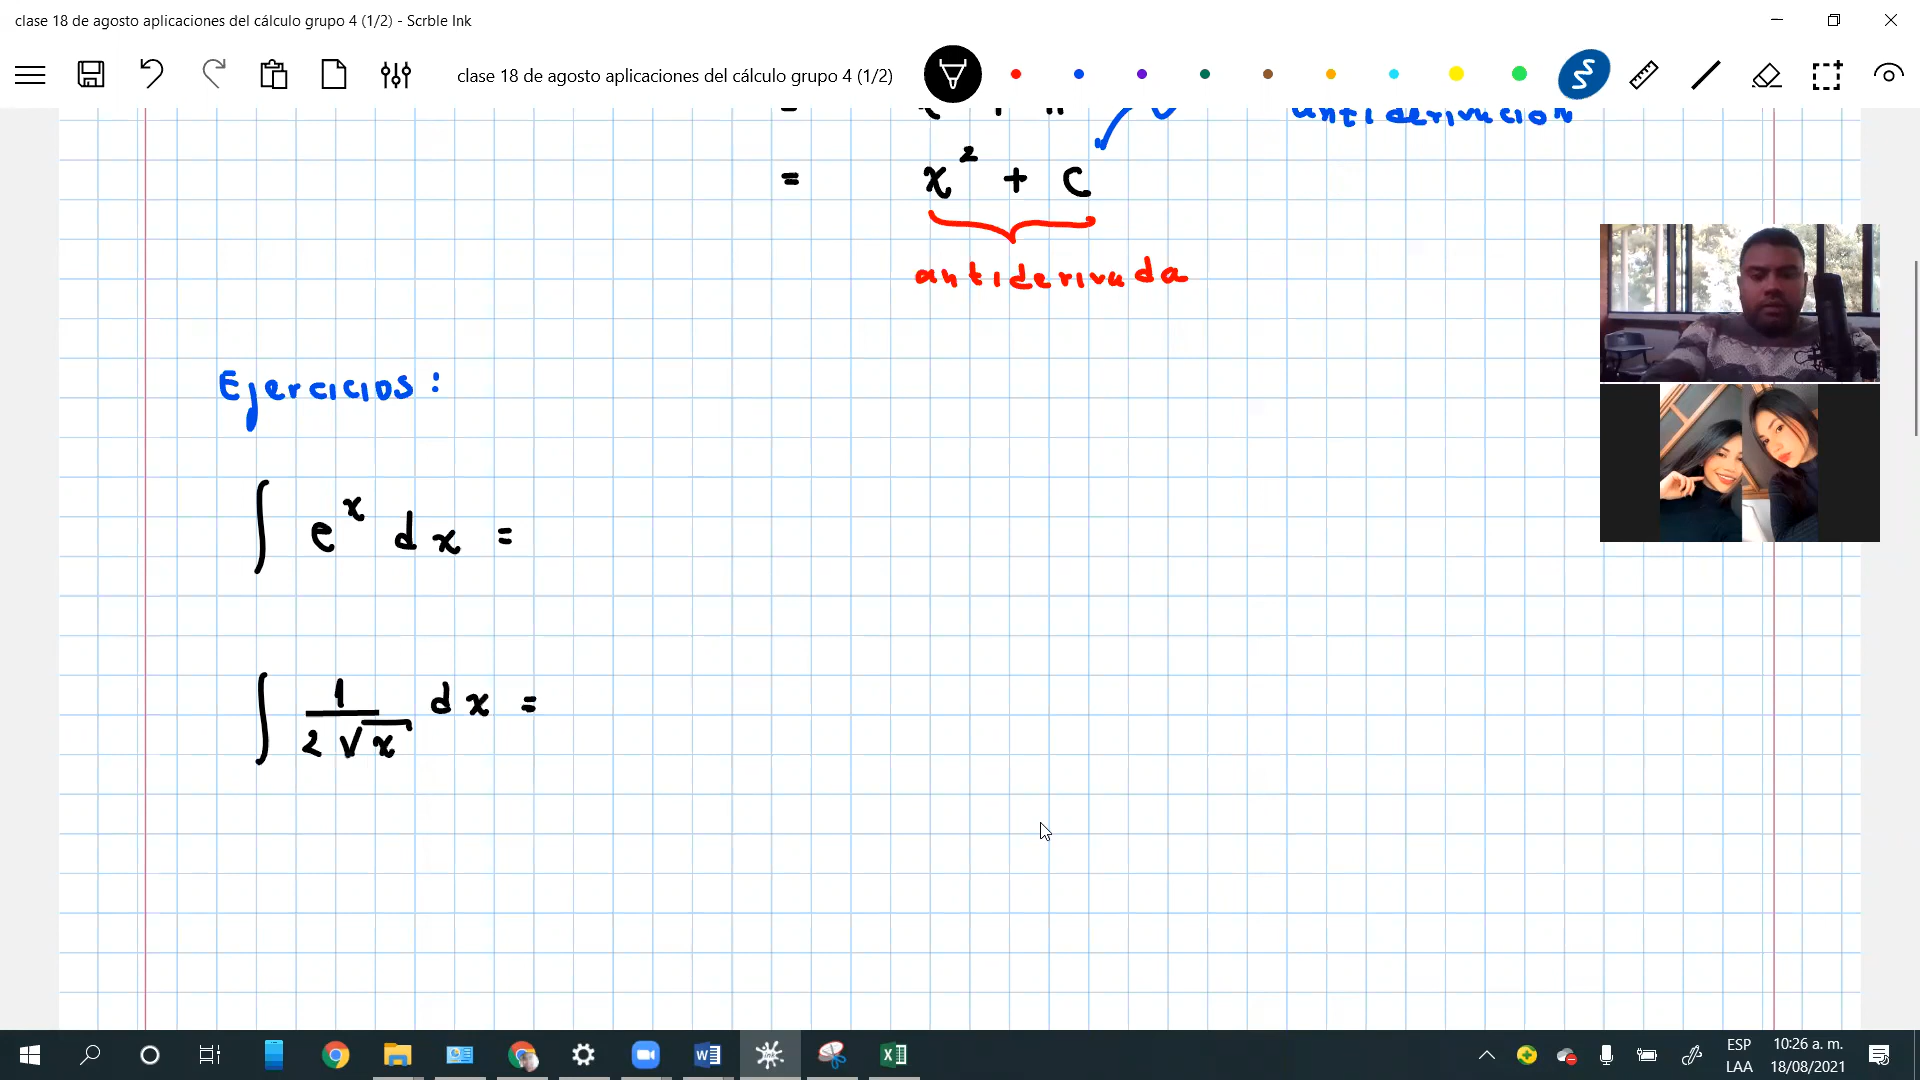 clase 18 de agosto aplicaciones del cálculo grupo 4 (1/2) - Scrble Ink
clase 18 de agosto aplicaciones del cálculo grupo 4 (1/2)
antiderivación
= x² + c
antiderivada
Ejercicios:
∫ eˣ dx =
∫ 1/(2√x) dx =
ESP
LAA
10:26 a. m.
18/08/2021